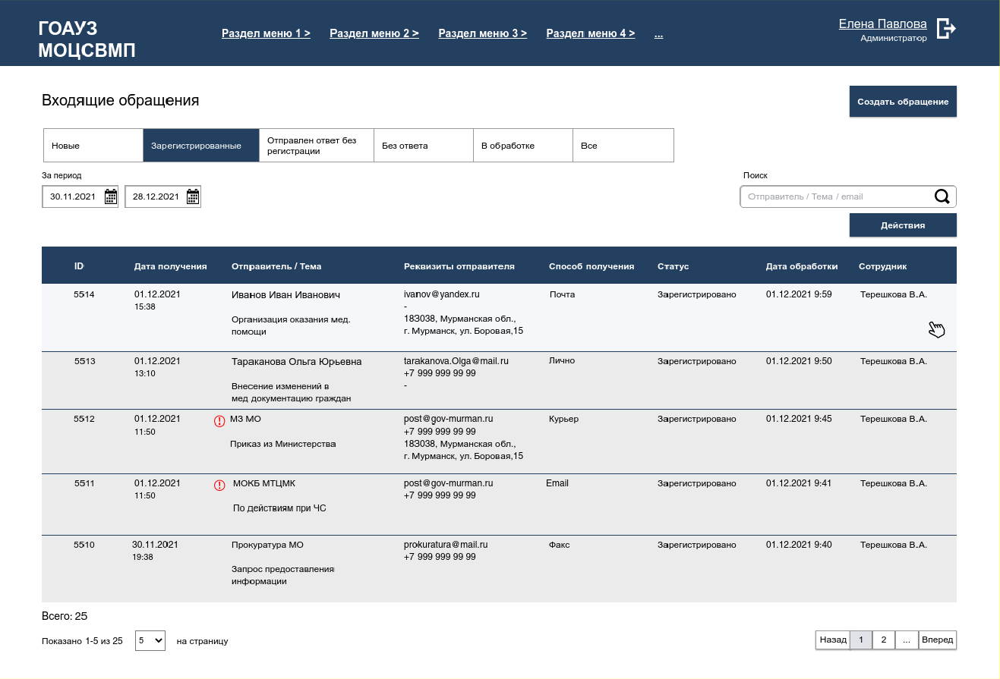 ГОАУЗ
МОЦСВМП
Раздел меню 1 > Раздел меню 2 > Раздел меню 3 > Раздел меню 4 > ...
Елена Павлова
Администратор
Входящие обращения
Создать обращение
Новые Зарегистрированные Отправлен ответ без регистрации Без ответа В обработке Все
За период
Поиск
30.11.2021 28.12.2021
Отправитель / Тема / email
Действия
ID Дата получения Отправитель / Тема Реквизиты отправителя Способ получения Статус Дата обработки Сотрудник
5514 01.12.2021 Иванов Иван Иванович ivanov@yandex.ru Почта Зарегистрировано 01.12.2021 9:59 Терешкова В.А.
15:38 -
Организация оказания мед. 183038, Мурманская обл.,
помощи г. Мурманск, ул. Боровая,15
5513 01.12.2021 Тараканова Ольга Юрьевна tarakanova.Olga@mail.ru Лично Зарегистрировано 01.12.2021 9:50 Терешкова В.А.
13:10 +7 999 999 99 99
Внесение изменений в -
мед документацию граждан
5512 01.12.2021 МЗ МО post@gov-murman.ru Курьер Зарегистрировано 01.12.2021 9:45 Терешкова В.А.
11:50 +7 999 999 99 99
Приказ из Министерства 183038, Мурманская обл.,
г. Мурманск, ул. Боровая,15
5511 01.12.2021 МОКБ МТЦМК post@gov-murman.ru Email Зарегистрировано 01.12.2021 9:41 Терешкова В.А.
11:50 +7 999 999 99 99
По действиям при ЧС
5510 30.11.2021 Прокуратура МО prokuratura@mail.ru Факс Зарегистрировано 01.12.2021 9:40 Терешкова В.А.
19:38 +7 999 999 99 99
Запрос предоставления
информации
Всего: 25
Показано 1-5 из 25 5 на страницу
Назад 1 2 ... Вперед